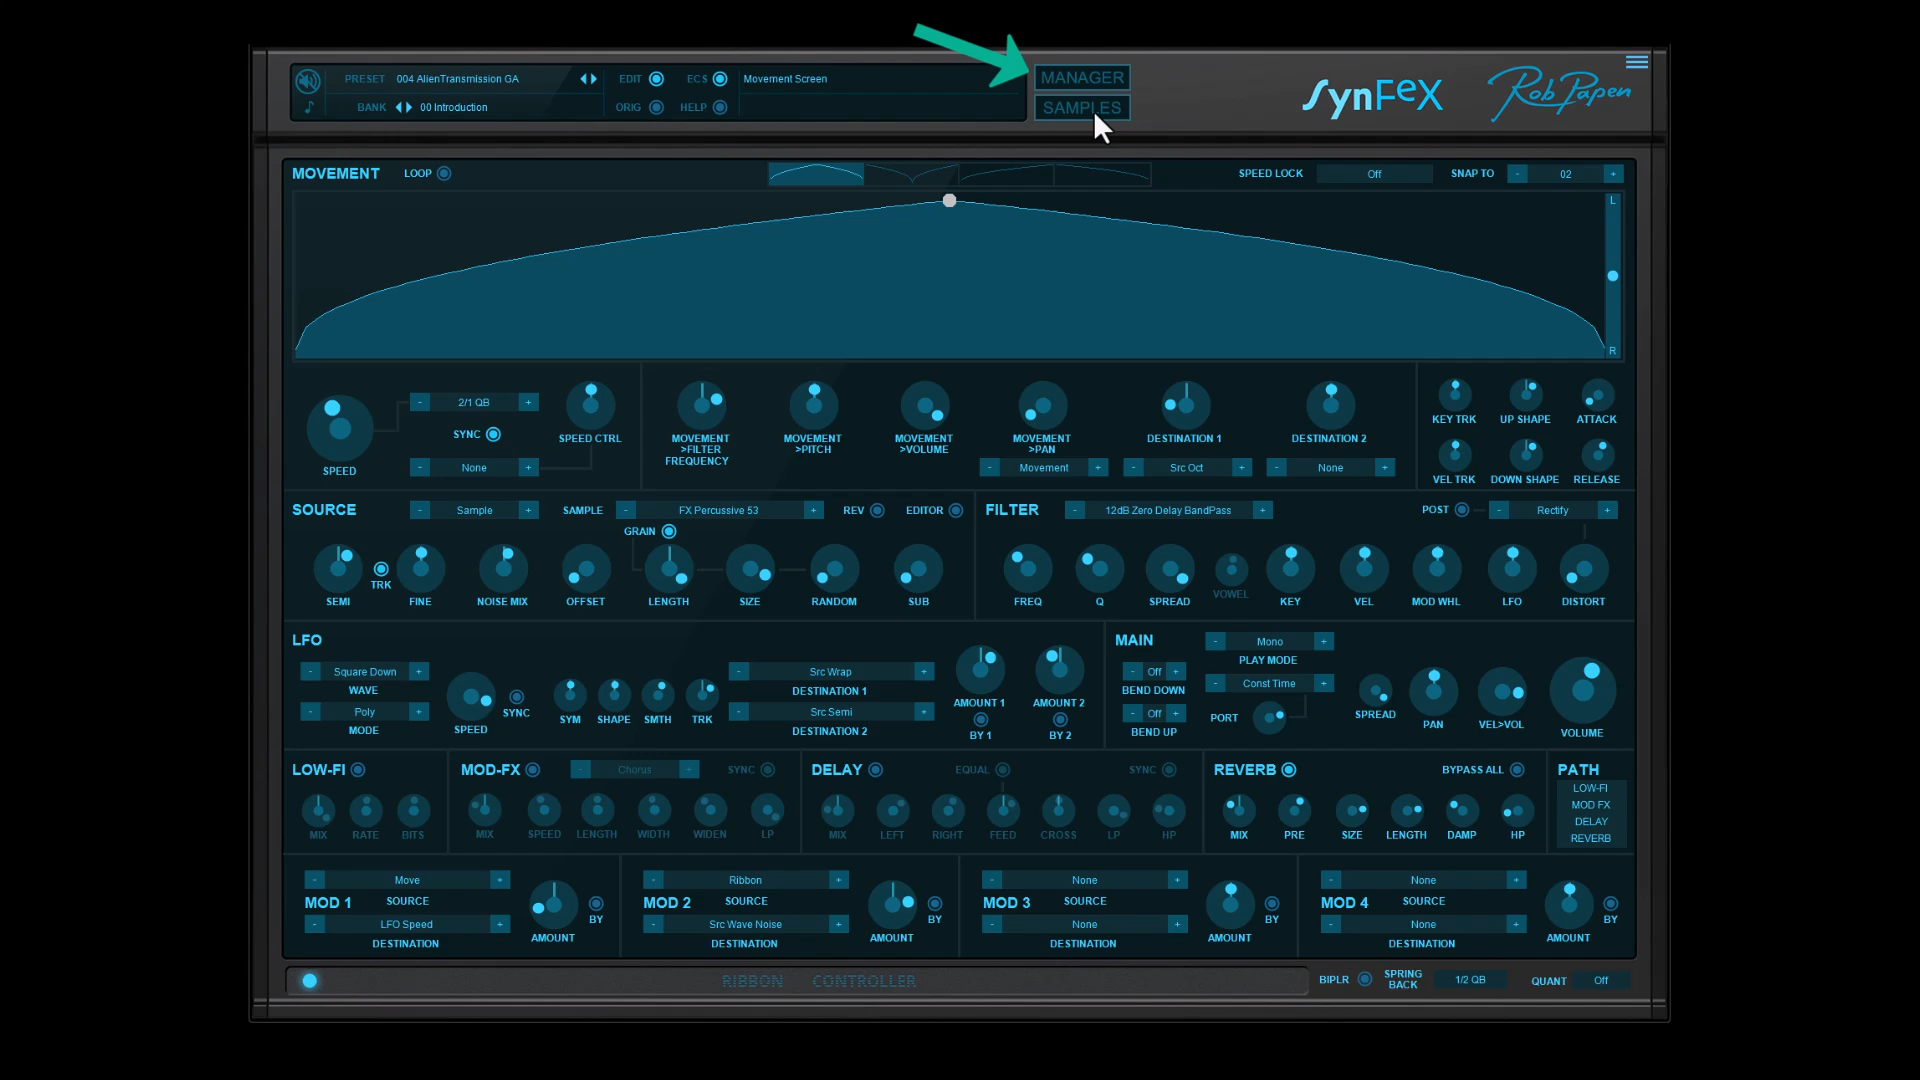 PRESET 004 AlienTransmission GA EDIT ECS Movement Screen MANAGER
BANK 00 Introduction ORIG HELP SAMPLES
SynFeX Rob Papen
MOVEMENT LOOP SPEED LOCK Off SNAP TO - 02 +
L
R
- 2/1 QB +
SYNC
- None +
SPEED
SPEED CTRL
MOVEMENT
>FILTER
FREQUENCY
MOVEMENT
>PITCH
MOVEMENT
>VOLUME
MOVEMENT
>PAN
- Movement +
DESTINATION 1
- Src Oct +
DESTINATION 2
- None +
KEY TRK UP SHAPE ATTACK
VEL TRK DOWN SHAPE RELEASE
SOURCE - Sample + SAMPLE - FX Percussive 53 + REV EDITOR
GRAIN
TRK
SEMI FINE NOISE MIX OFFSET LENGTH SIZE RANDOM SUB
FILTER - 12dB Zero Delay BandPass + POST - Rectify +
FREQ Q SPREAD VOWEL KEY VEL MOD WHL LFO DISTORT
LFO
- Square Down +
WAVE
- Poly +
MODE
SPEED
SYNC
SYM SHAPE SMTH TRK
- Src Wrap +
DESTINATION 1
- Src Semi +
DESTINATION 2
AMOUNT 1 AMOUNT 2
BY 1 BY 2
MAIN
- Off +
BEND DOWN
- Off +
BEND UP
- Mono +
PLAY MODE
- Const Time +
PORT
SPREAD PAN VEL>VOL VOLUME
LOW-FI
MIX RATE BITS
MOD-FX - Chorus + SYNC
MIX SPEED LENGTH WIDTH WIDEN LP
DELAY EQUAL SYNC
MIX LEFT RIGHT FEED CROSS LP HP
REVERB BYPASS ALL
MIX PRE SIZE LENGTH DAMP HP
PATH
LOW-FI
MOD FX
DELAY
REVERB
- Move +
MOD 1 SOURCE
- LFO Speed +
DESTINATION
AMOUNT
BY
- Ribbon +
MOD 2 SOURCE
- Src Wave Noise +
DESTINATION
AMOUNT
BY
- None +
MOD 3 SOURCE
- None +
DESTINATION
AMOUNT
BY
- None +
MOD 4 SOURCE
- None +
DESTINATION
AMOUNT
BY
RIBBON CONTROLLER
BIPLR
SPRING
BACK
1/2 QB
QUANT Off